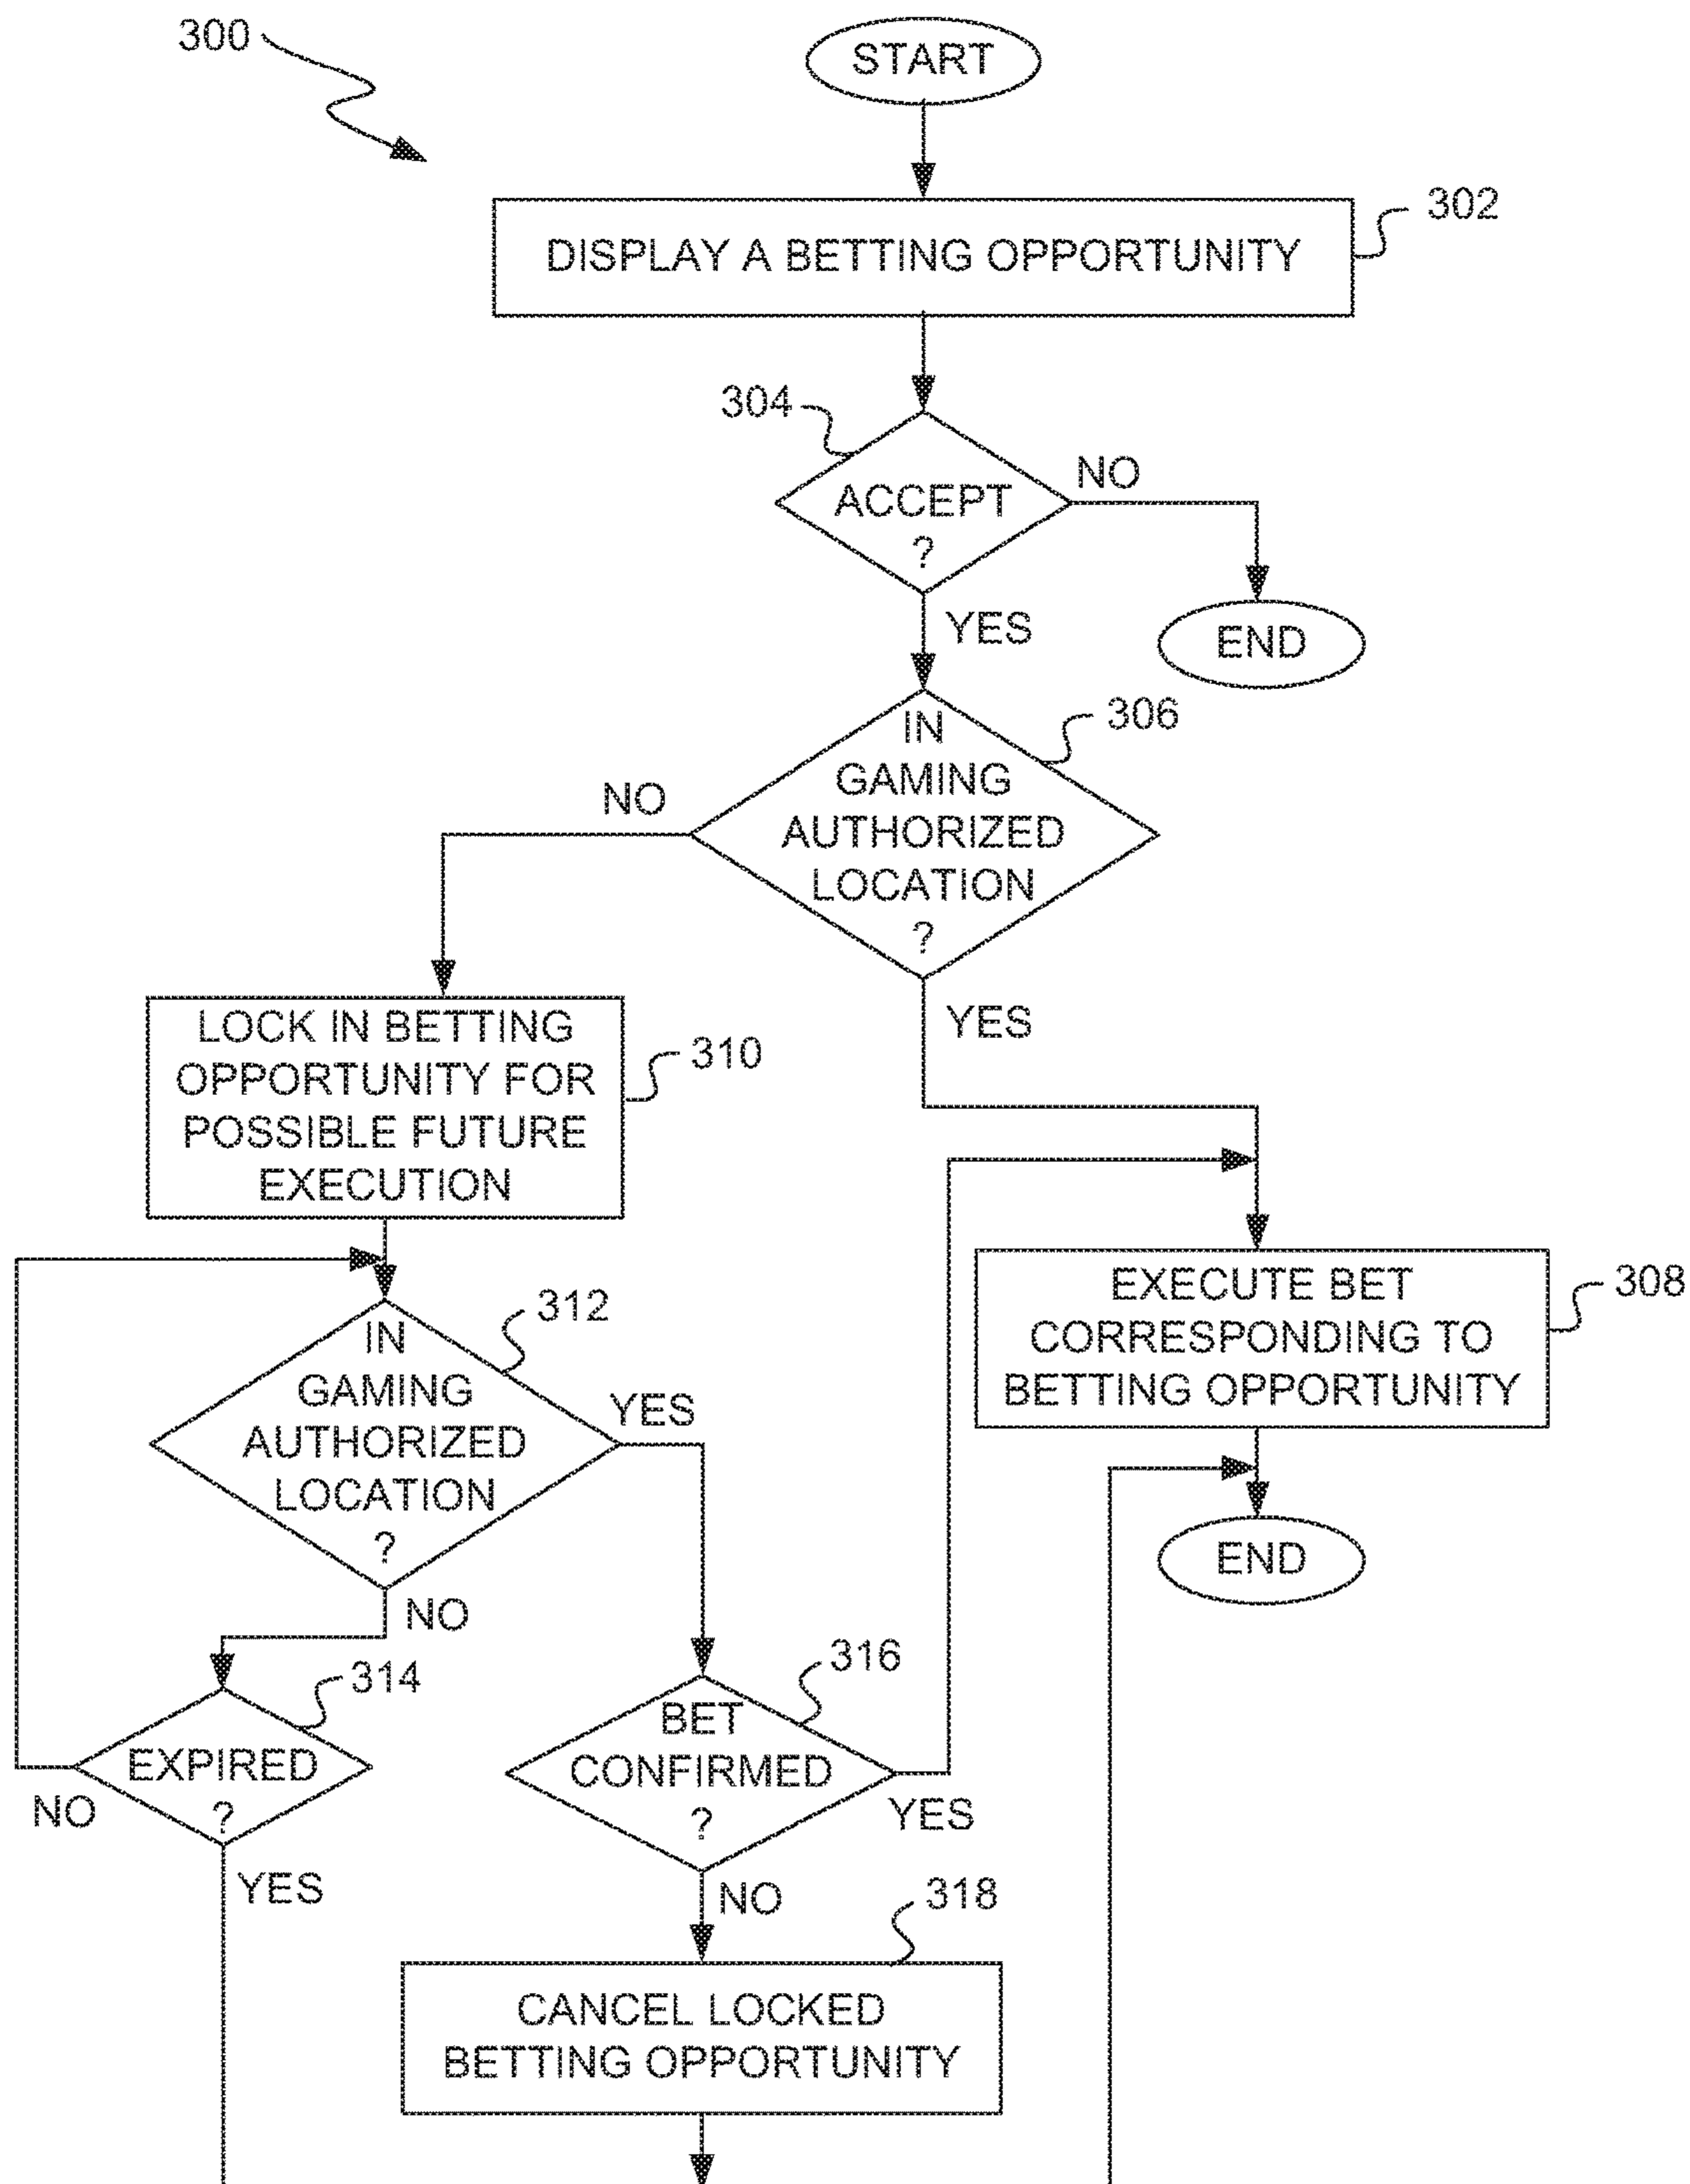 300
START
302
DISPLAY A BETTING OPPORTUNITY
304
ACCEPT
?
NO
YES
END
306
IN
GAMING
AUTHORIZED
LOCATION
?
NO
YES
LOCK IN BETTING
OPPORTUNITY FOR
POSSIBLE FUTURE
EXECUTION
310
EXECUTE BET
CORRESPONDING TO
BETTING OPPORTUNITY
308
312
IN
GAMING
AUTHORIZED
LOCATION
?
YES
NO
END
314
EXPIRED
?
NO
YES
316
BET
CONFIRMED
?
YES
NO
318
CANCEL LOCKED
BETTING OPPORTUNITY